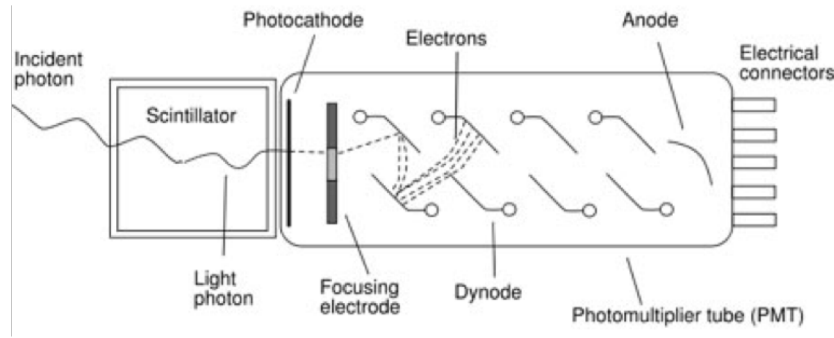 Photocathode
Anode
Incident
photon
Electrons
Electrical
connectors
Scintillator
Light
photon
Focusing
electrode
Dynode
Photomultiplier tube (PMT)